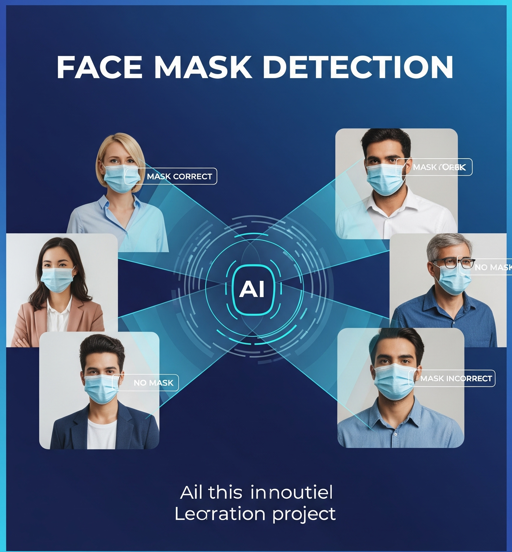 FACE MASK DETECTION
MASK CORRECT
MASK
NO MASK
AI
NO MASK
MASK INCORRECT
Ail this innoutiel
Leoration project